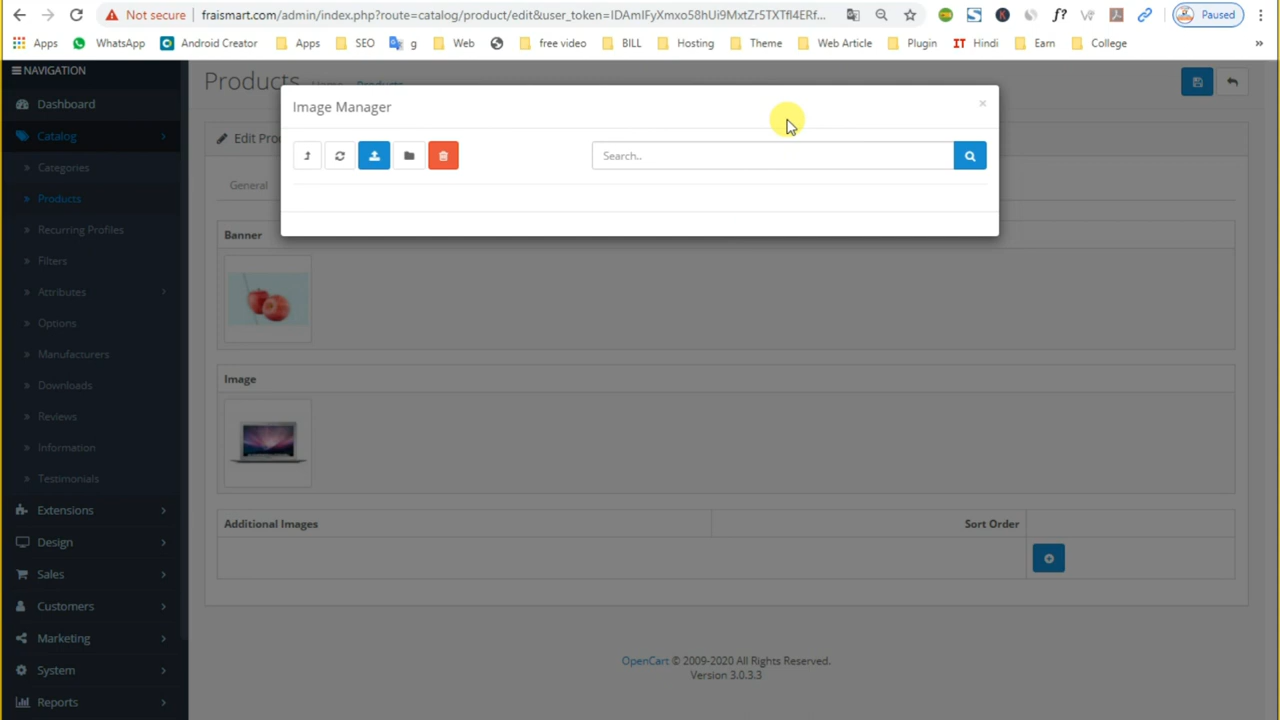 Not secure fraismart.com/admin/index.php?route=catalog/product/edit&user_token=IDAmIFyXmxo58hUi9MxtZr5TXTfl4ERf... Paused
Apps WhatsApp Android Creator Apps SEO g Web free video BILL Hosting Theme Web Article Plugin IT Hindi Earn College »
NAVIGATION
Dashboard
Catalog
Categories
Products
Recurring Profiles
Filters
Attributes
Options
Manufacturers
Downloads
Reviews
Information
Testimonials
Extensions
Design
Sales
Customers
Marketing
System
Reports
Products
Image Manager ×
Search..
Edit Pro
General
Banner
Image
Additional Images Sort Order
OpenCart © 2009-2020 All Rights Reserved.
Version 3.0.3.3